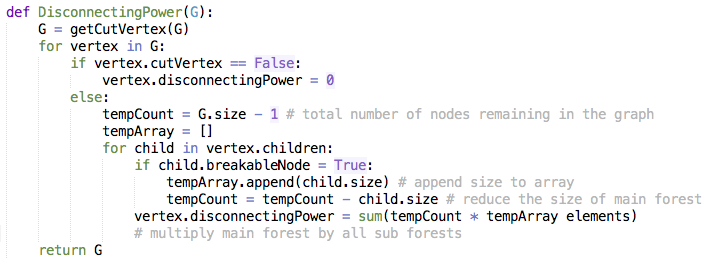 def DisconnectingPower(G):
    G = getCutVertex(G)
    for vertex in G:
        if vertex.cutVertex == False:
            vertex.disconnectingPower = 0
        else:
            tempCount = G.size - 1 # total number of nodes remaining in the graph
            tempArray = []
            for child in vertex.children:
                if child.breakableNode = True:
                    tempArray.append(child.size) # append size to array
                    tempCount = tempCount - child.size # reduce the size of main forest
                vertex.disconnectingPower = sum(tempCount * tempArray elements)
                # multiply main forest by all sub forests
    return G